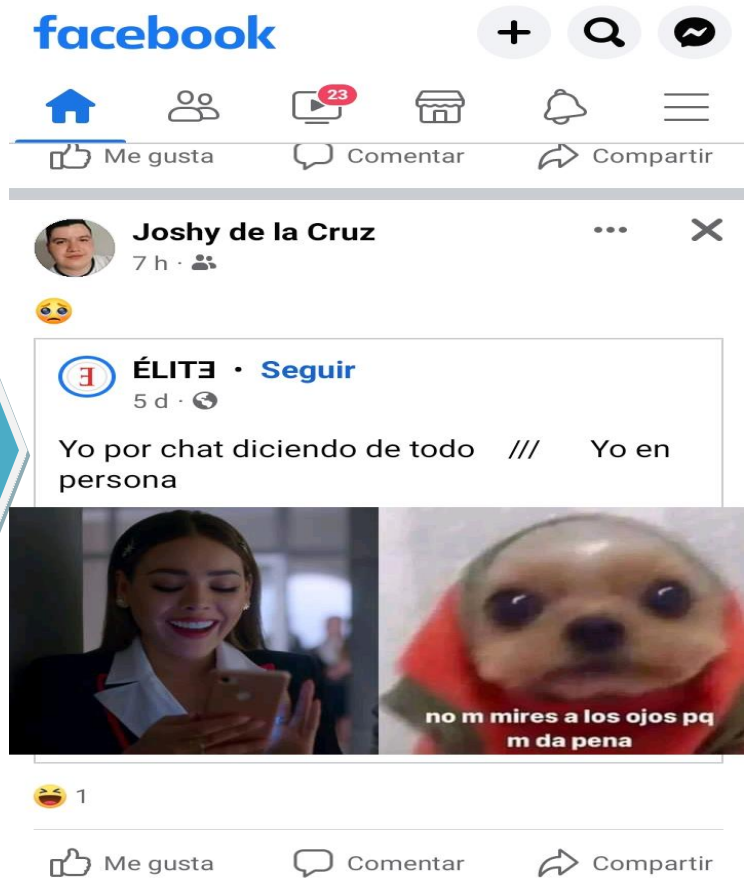 facebook
23
Me gusta Comentar Compartir
Joshy de la Cruz
7 h ·
ÉLITƎ · Seguir
Ǝ
5 d ·
Yo por chat diciendo de todo /// Yo en
persona
no m mires a los ojos pq
m da pena
1
Me gusta Comentar Compartir